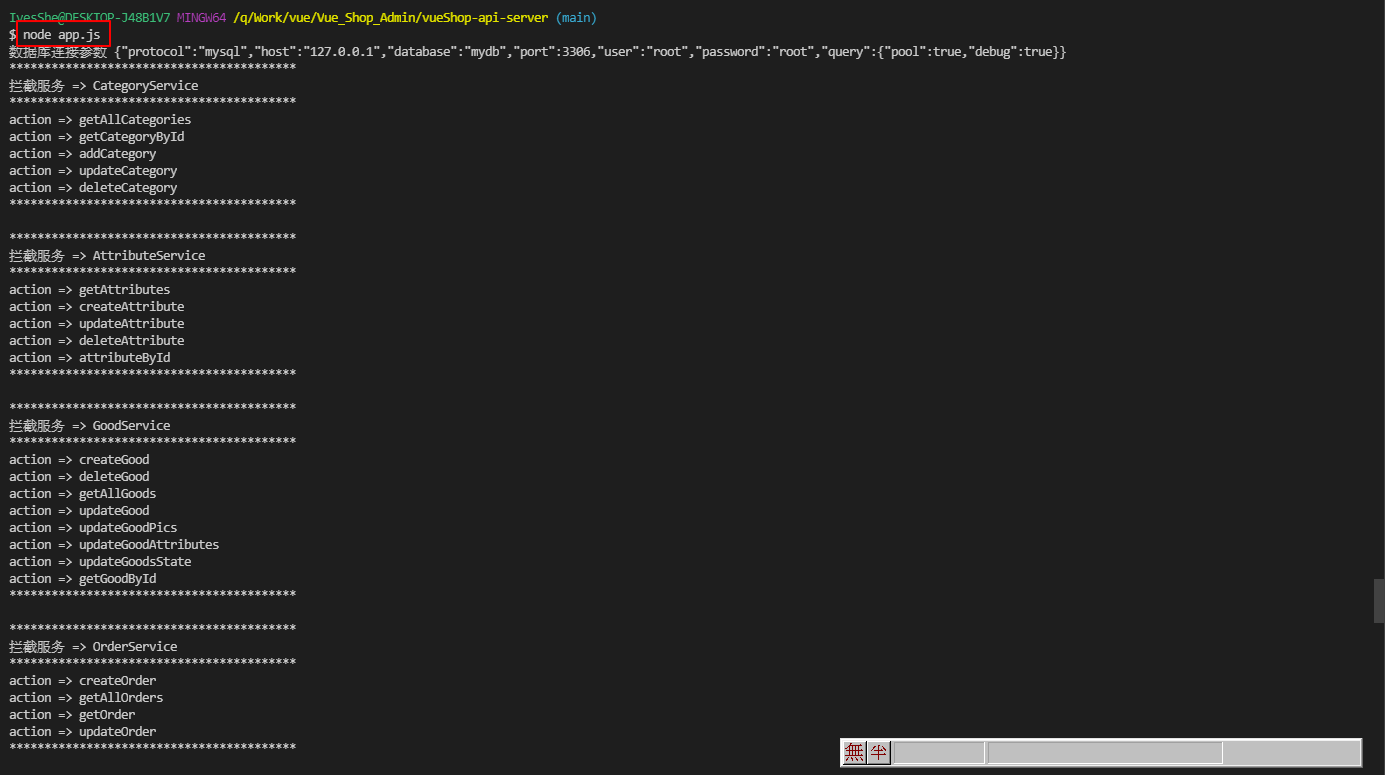 IvesShe@DESKTOP-J48B1V7 MINGW64 /q/Work/vue/Vue_Shop_Admin/vueShop-api-server (main)
$ node app.js
数据库连接参数 {"protocol":"mysql","host":"127.0.0.1","database":"mydb","port":3306,"user":"root","password":"root","query":{"pool":true,"debug":true}}
*****************************************
拦截服务 => CategoryService
*****************************************
action => getAllCategories
action => getCategoryById
action => addCategory
action => updateCategory
action => deleteCategory
*****************************************
*****************************************
拦截服务 => AttributeService
*****************************************
action => getAttributes
action => createAttribute
action => updateAttribute
action => deleteAttribute
action => attributeById
*****************************************
*****************************************
拦截服务 => GoodService
*****************************************
action => createGood
action => deleteGood
action => getAllGoods
action => updateGood
action => updateGoodPics
action => updateGoodAttributes
action => updateGoodsState
action => getGoodById
*****************************************
*****************************************
拦截服务 => OrderService
*****************************************
action => createOrder
action => getAllOrders
action => getOrder
action => updateOrder
*****************************************
無 半